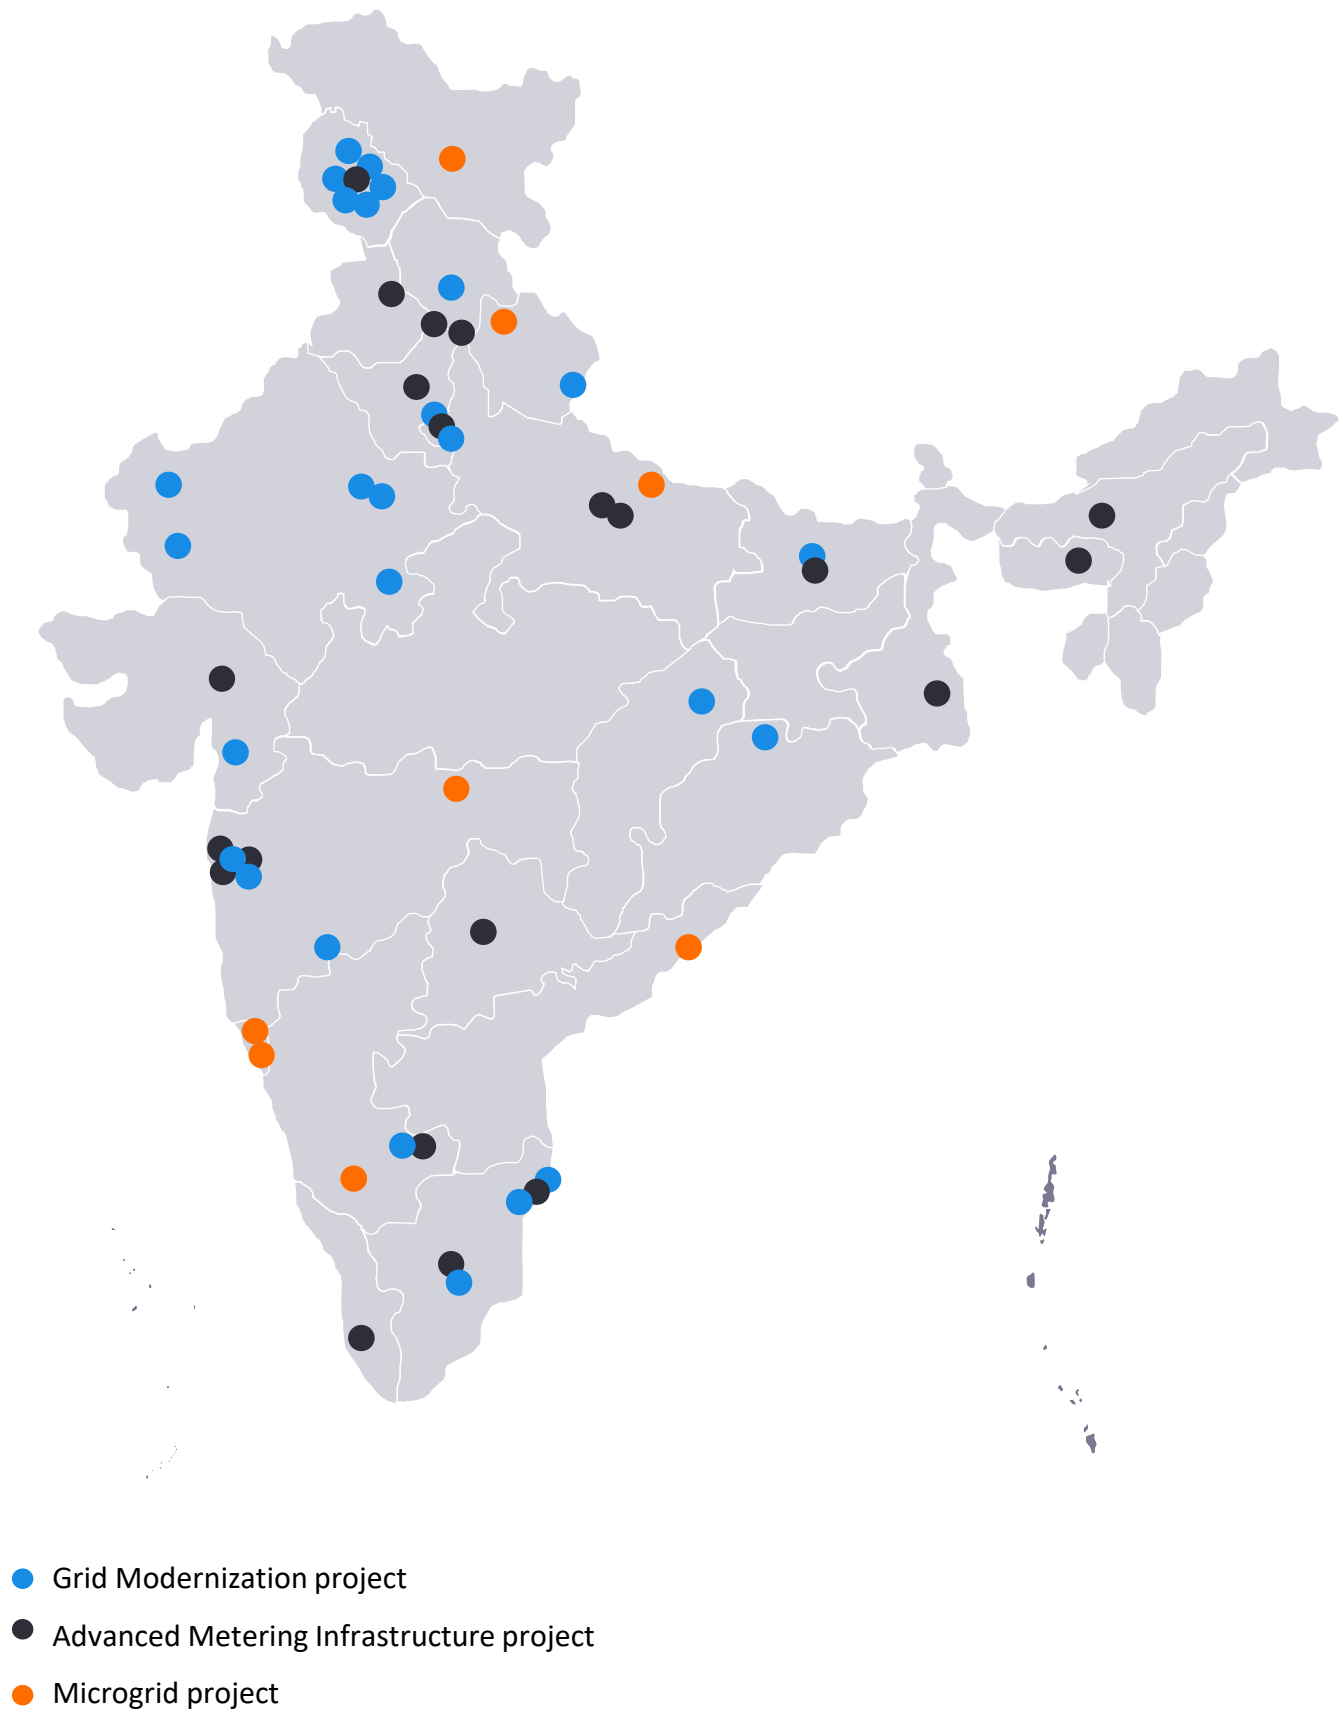 Grid Modernization project
Advanced Metering Infrastructure project
Microgrid project